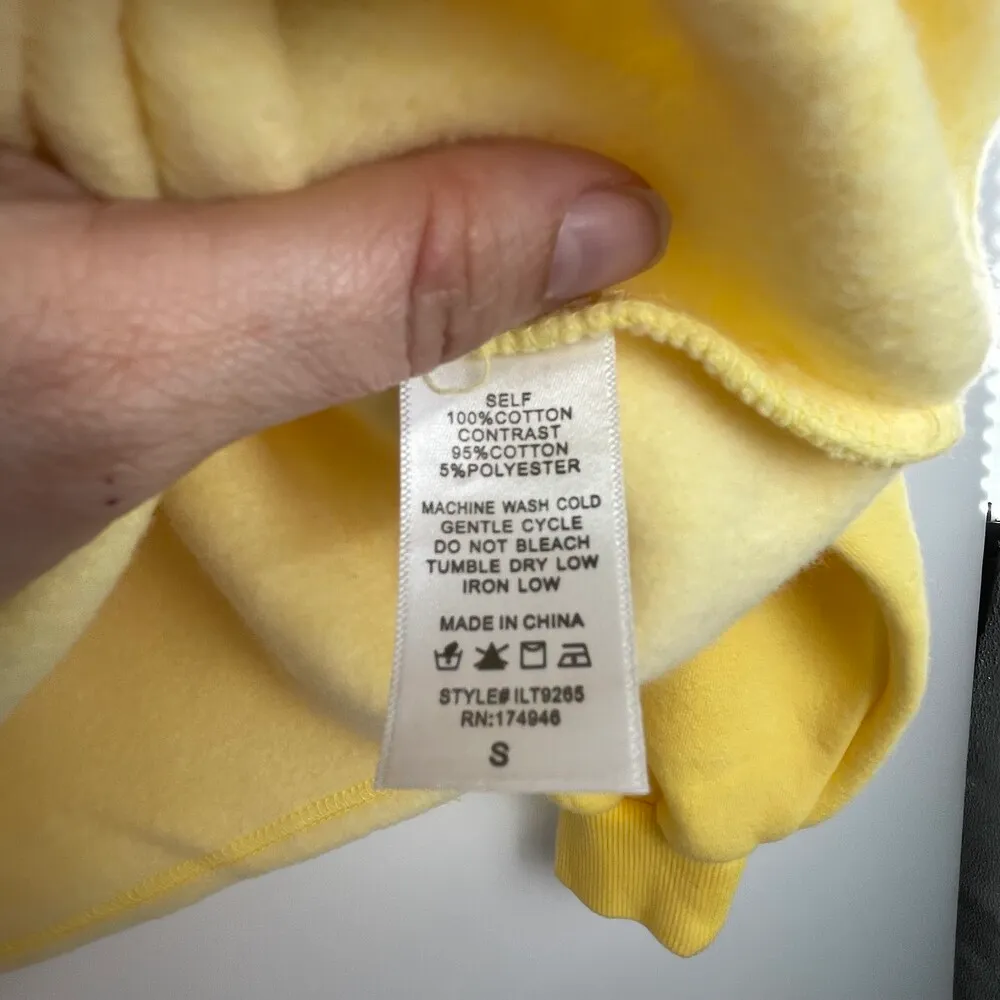 SELF
100%COTTON
CONTRAST
95%COTTON
5%POLYESTER
MACHINE WASH COLD
GENTLE CYCLE
DO NOT BLEACH
TUMBLE DRY LOW
IRON LOW
MADE IN CHINA
STYLE# ILT9265
RN:174946
S